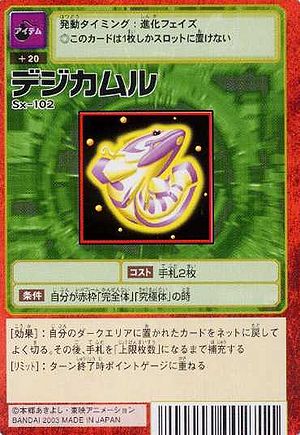 アイテム
発動タイミング：進化フェイズ
◎このカードは1枚しかスロットに置けない
+20
デジカムル
Sx-102
コスト 手札2枚
条件 自分が赤枠「完全体」「究極体」の時
[効果]：自分のダークエリアに置かれたカードをネットに戻して
よく切る。その後、手札を「上限枚数」になるまで補充する
[リミット]：ターン終了時ポイントゲージに重ねる
©本郷あきよし・東映アニメーション
BANDAI 2003 MADE IN JAPAN